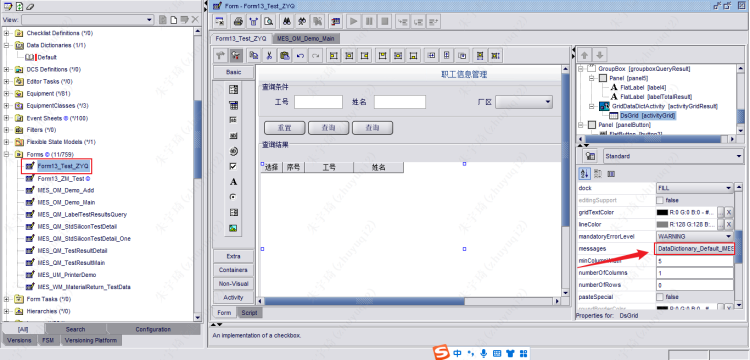 Form - Form13_Test_ZYQ
View:
Checklist Definitions (*/0)
Data Dictionaries (1/1)
Default
DCS Definitions (*/0)
Editor Tasks (*/0)
Equipment (*/81)
EquipmentClasses (*/3)
Event Sheets (*/100)
Filters (*/0)
Flexible State Models (*/1)
Forms (11/759)
Form13_Test_ZYQ
Form13_ZM_Test
MES_OM_Demo_Add
MES_OM_Demo_Main
MES_QM_LabelTestResultsQuery
MES_QM_StdSiliconTestDetail
MES_QM_StdSiliconTestDetail_One
MES_QM_TestResultDetail
MES_QM_TestResultMain
MES_UM_PrinterDemo
MES_WM_MaterialReturn_TestData
Form Tasks (*/0)
Hierarchies (*/0)
[All] Search Configuration
Versions FSM Versioning Platform
Form13_Test_ZYQ MES_OM_Demo_Main
Basic
Extra
Containers
Non-Visual
Activity
Form Script
职工信息管理
查询条件
工号 姓名 厂区
重置 查询 查询
查询结果
选择 序号 工号 姓名
An implementation of a checkbox.
GroupBox [groupboxQueryResult]
Panel [panel5]
FlatLabel [label4]
FlatLabel [labelTotalResult]
GridDataDictActivity [activityGridResult]
DsGrid [activityGrid]
Panel [panelButton]
Standard
dock FILL
editingSupport false
gridTextColor R:0 G:0 B:0 - #...
lineColor R:128 G:128 B:...
mandatoryErrorLevel WARNING
messages DataDictionary_Default_MES
5
numberOfColumns 1
numberOfRows 0
pasteSpecial false
Properties for: DsGrid
中